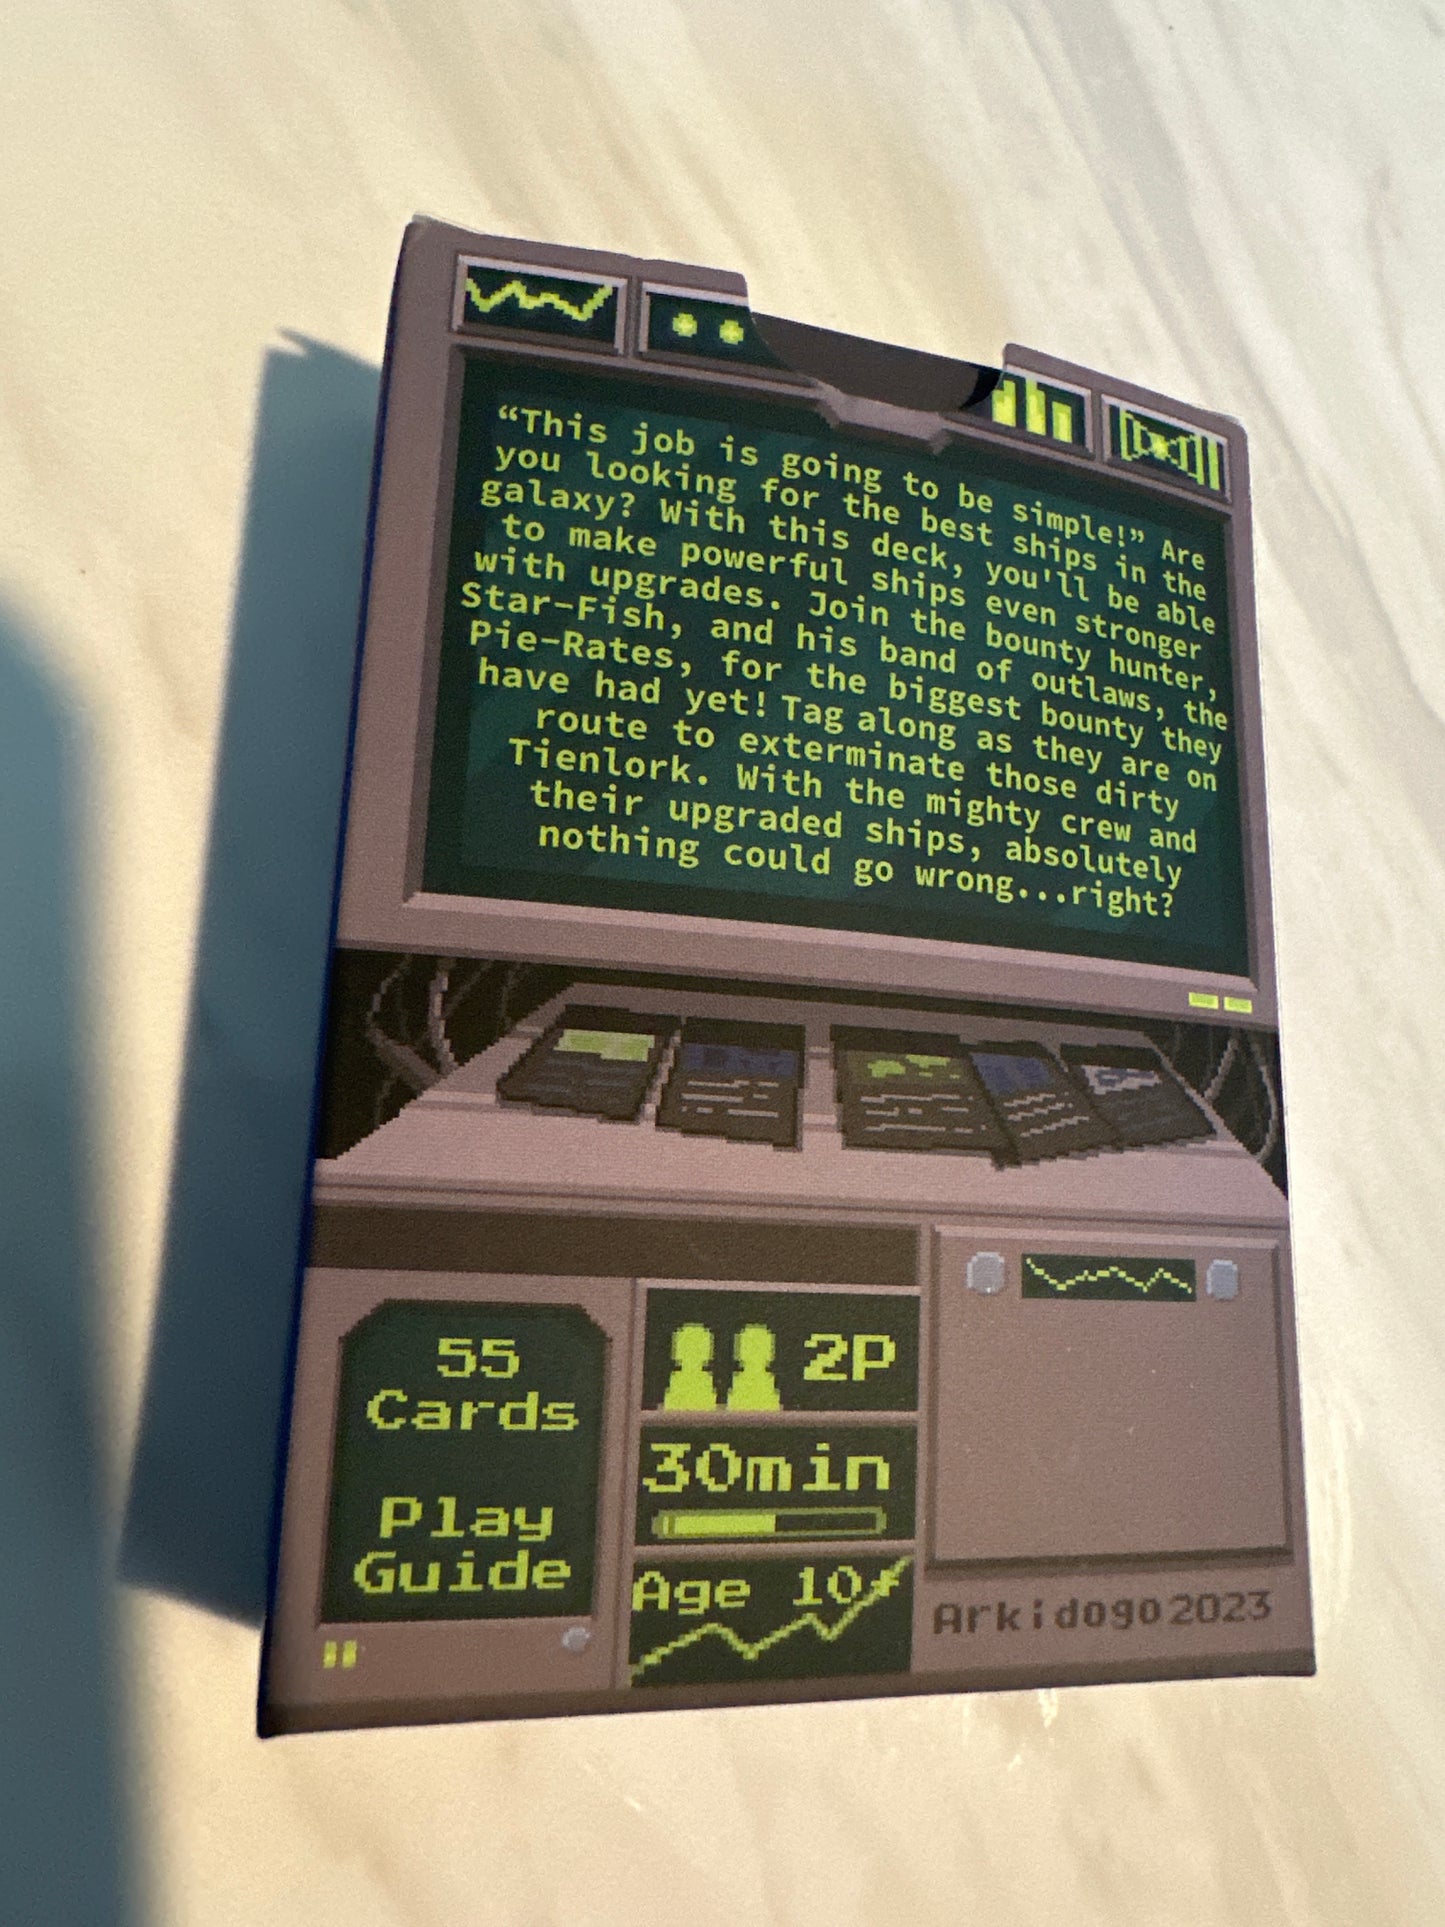 “This job is going to be simple!” Are
you looking for the best ships in the
galaxy? With this deck, you'll be able
to make powerful ships even stronger
with upgrades. Join the bounty hunter,
Star-Fish, and his band of outlaws, the
Pie-Rates, for the biggest bounty they
have had yet! Tag along as they are on
route to exterminate those dirty
Tienlork. With the mighty crew and
their upgraded ships, absolutely
nothing could go wrong...right?
55
Cards
Play
Guide
2P
30min
Age 10+
Arkidogo2023